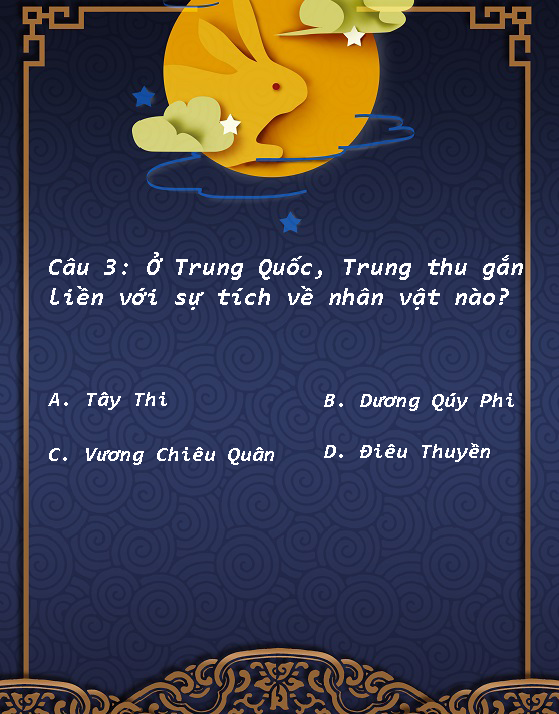 Câu 3: Ở Trung Quốc, Trung thu gắn
liền với sự tích về nhân vật nào?
A. Tây Thi
B. Dương Qúy Phi
C. Vương Chiêu Quân
D. Điêu Thuyền